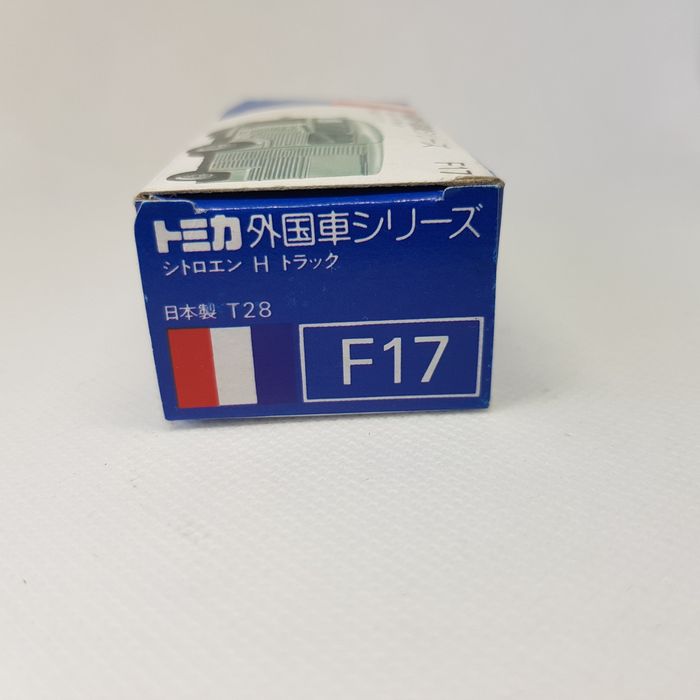 F17
トミカ 外国車シリーズ
シトロエン H トラック
日本製 T28
F17